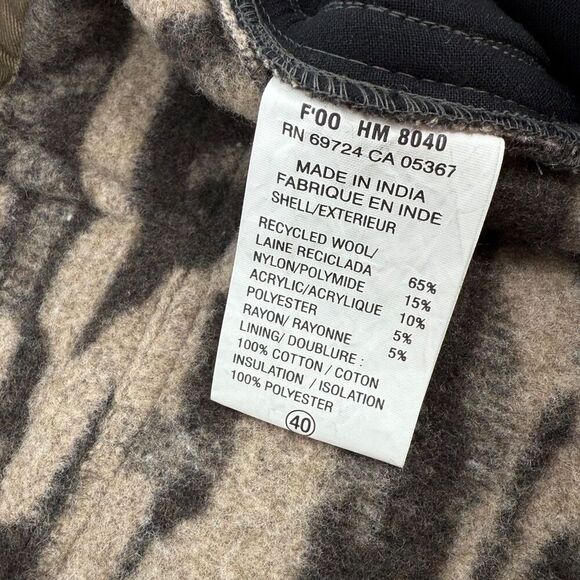 F'00 HM 8040
RN 69724 CA 05367
MADE IN INDIA
FABRIQUE EN INDE
SHELL/EXTERIEUR
RECYCLED WOOL/
LAINE RECICLADA 65%
NYLON/POLYMIDE 15%
ACRYLIC/ACRYLIQUE 10%
POLYESTER 5%
RAYON/ RAYONNE 5%
LINING/ DOUBLURE :
100% COTTON / COTON
INSULATION / ISOLATION
100% POLYESTER
40